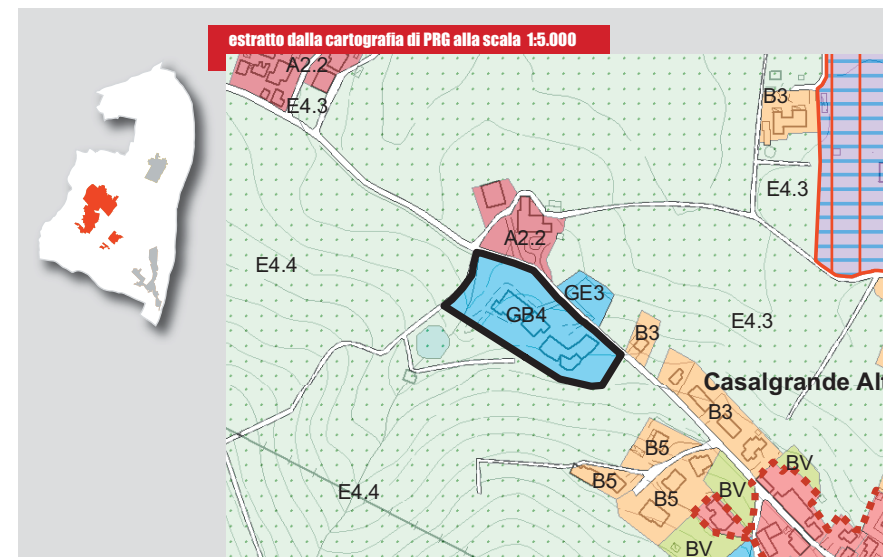 estratto dalla cartografia di PRG alla scala 1:5.000
A2.2
E4.3
B3
E4.3
A2.2
E4.4
GE3
GB4
E4.3
B3
Casalgrande Alt
B3
B5
BV
B5
BV
B5
E4.4
BV